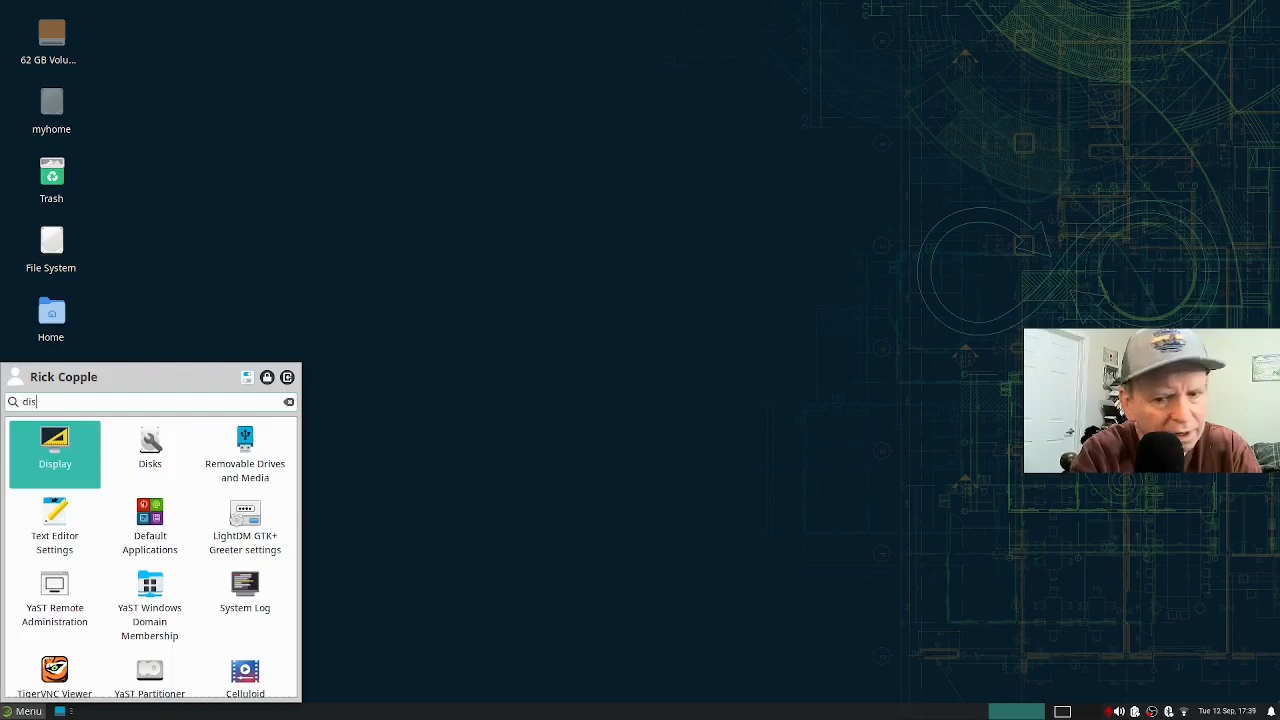 62 GB Volu...
myhome
Trash
File System
Home
Rick Copple
dis
Display
Disks
Removable Drives
and Media
Text Editor
Settings
Default
Applications
LightDM GTK+
Greeter settings
YaST Remote
Administration
YaST Windows
Domain
Membership
System Log
TigerVNC Viewer
YaST Partitioner
Celluloid
Menu
Tue 12 Sep, 17:39